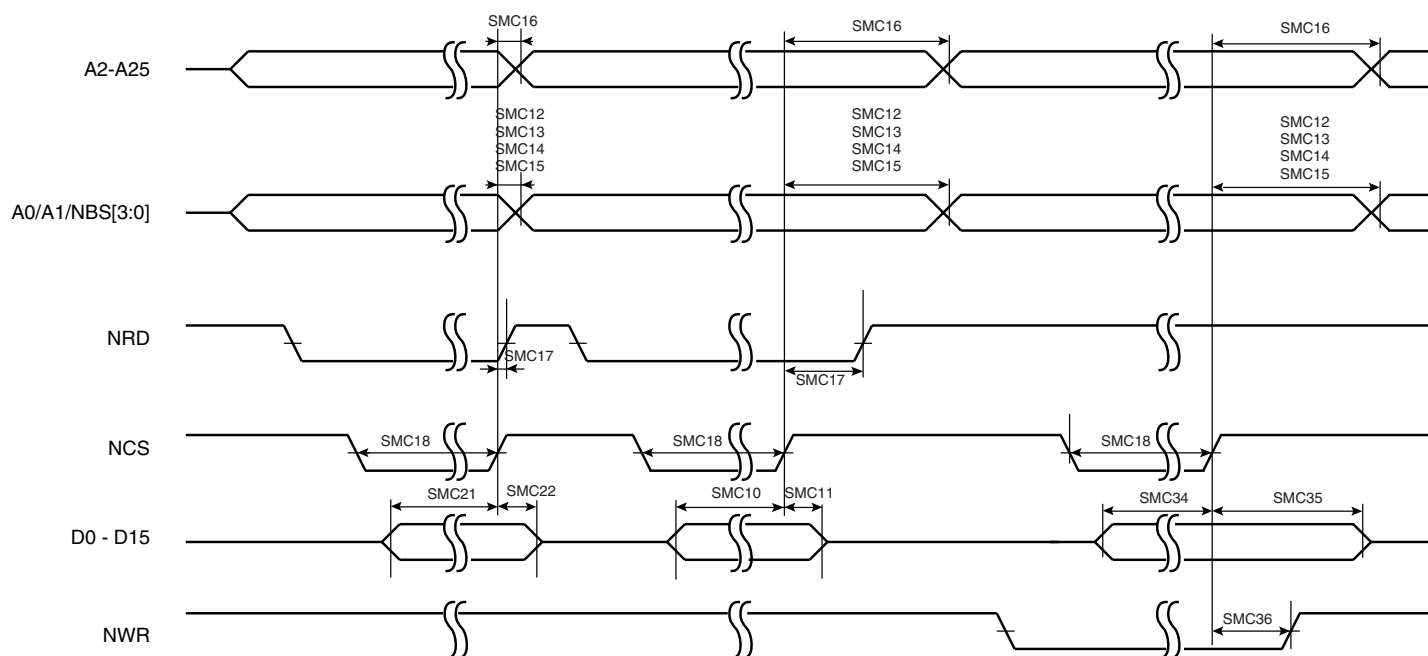 SMC16
SMC16
SMC16
A2-A25
SMC12
SMC13
SMC14
SMC15
SMC12
SMC13
SMC14
SMC15
SMC12
SMC13
SMC14
SMC15
A0/A1/NBS[3:0]
NRD
SMC17
SMC17
NCS
SMC18
SMC18
SMC18
SMC21
SMC22
SMC10
SMC11
SMC34
SMC35
D0 - D15
NWR
SMC36